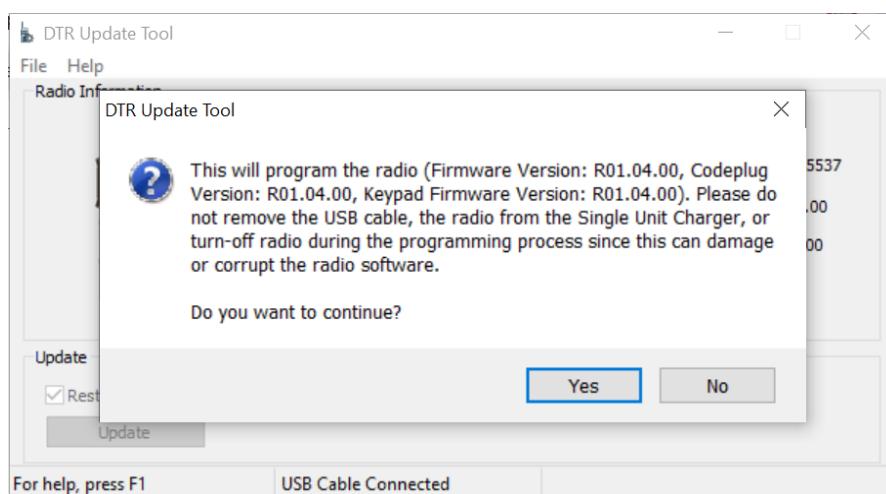 DTR Update Tool
File Help
Radio
DTR Update Tool
This will program the radio (Firmware Version: R01.04.00, Codeplug
Version: R01.04.00, Keypad Firmware Version: R01.04.00). Please do
not remove the USB cable, the radio from the Single Unit Charger, or
turn-off radio during the programming process since this can damage
or corrupt the radio software.
Do you want to continue?
5537
.00
00
Yes No
Update
Rest
Update
For help, press F1 USB Cable Connected